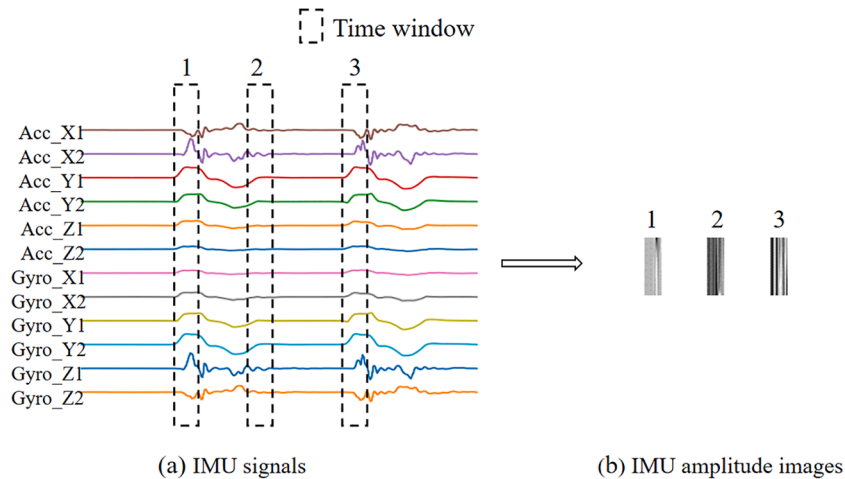 Time window
1 2 3
Acc_X1
Acc_X2
Acc_Y1
Acc_Y2
Acc_Z1
Acc_Z2
Gyro_X1
Gyro_X2
Gyro_Y1
Gyro_Y2
Gyro_Z1
Gyro_Z2
1 2 3
(a) IMU signals
(b) IMU amplitude images